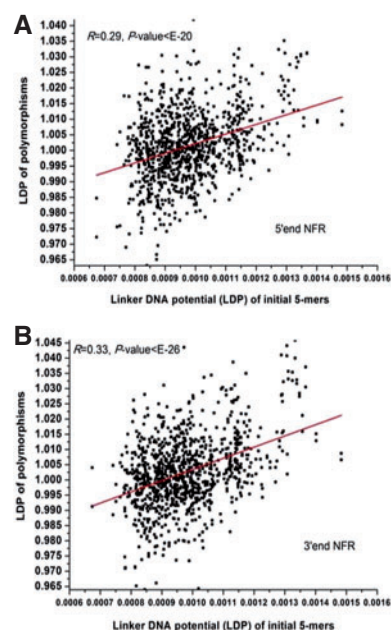 A
R=0.29, P-value<E-20
LDP of polymorphisms
1.040
1.035
1.030
1.025
1.020
1.015
1.010
1.005
1.000
0.995
0.990
0.985
0.980
0.975
0.970
0.965
5'end NFR
0.0006 0.0007 0.0008 0.0009 0.0010 0.0011 0.0012 0.0013 0.0014 0.0015 0.0016
Linker DNA potential (LDP) of initial 5-mers
B
R=0.33, P-value<E-26
LDP of polymorphisms
1.045
1.040
1.035
1.030
1.025
1.020
1.015
1.010
1.005
1.000
0.995
0.990
0.985
0.980
0.975
0.970
0.965
0.964
3'end NFR
0.0006 0.0007 0.0008 0.0009 0.0010 0.0011 0.0012 0.0013 0.0014 0.0015 0.0016
Linker DNA potential (LDP) of initial 5-mers